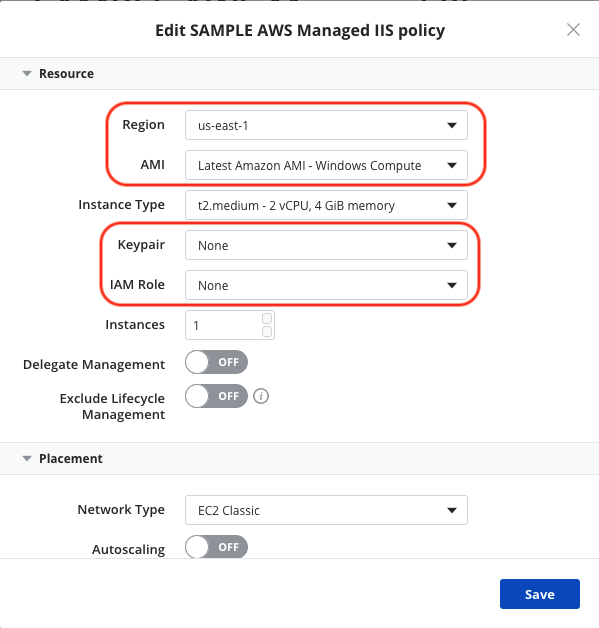 Edit SAMPLE AWS Managed IIS policy
Resource
Region us-east-1
AMI Latest Amazon AMI - Windows Compute
Instance Type t2.medium - 2 vCPU, 4 GiB memory
Keypair None
IAM Role None
Instances 1
Delegate Management OFF
Exclude Lifecycle OFF i
Management
Placement
Network Type EC2 Classic
Autoscaling OFF
Save